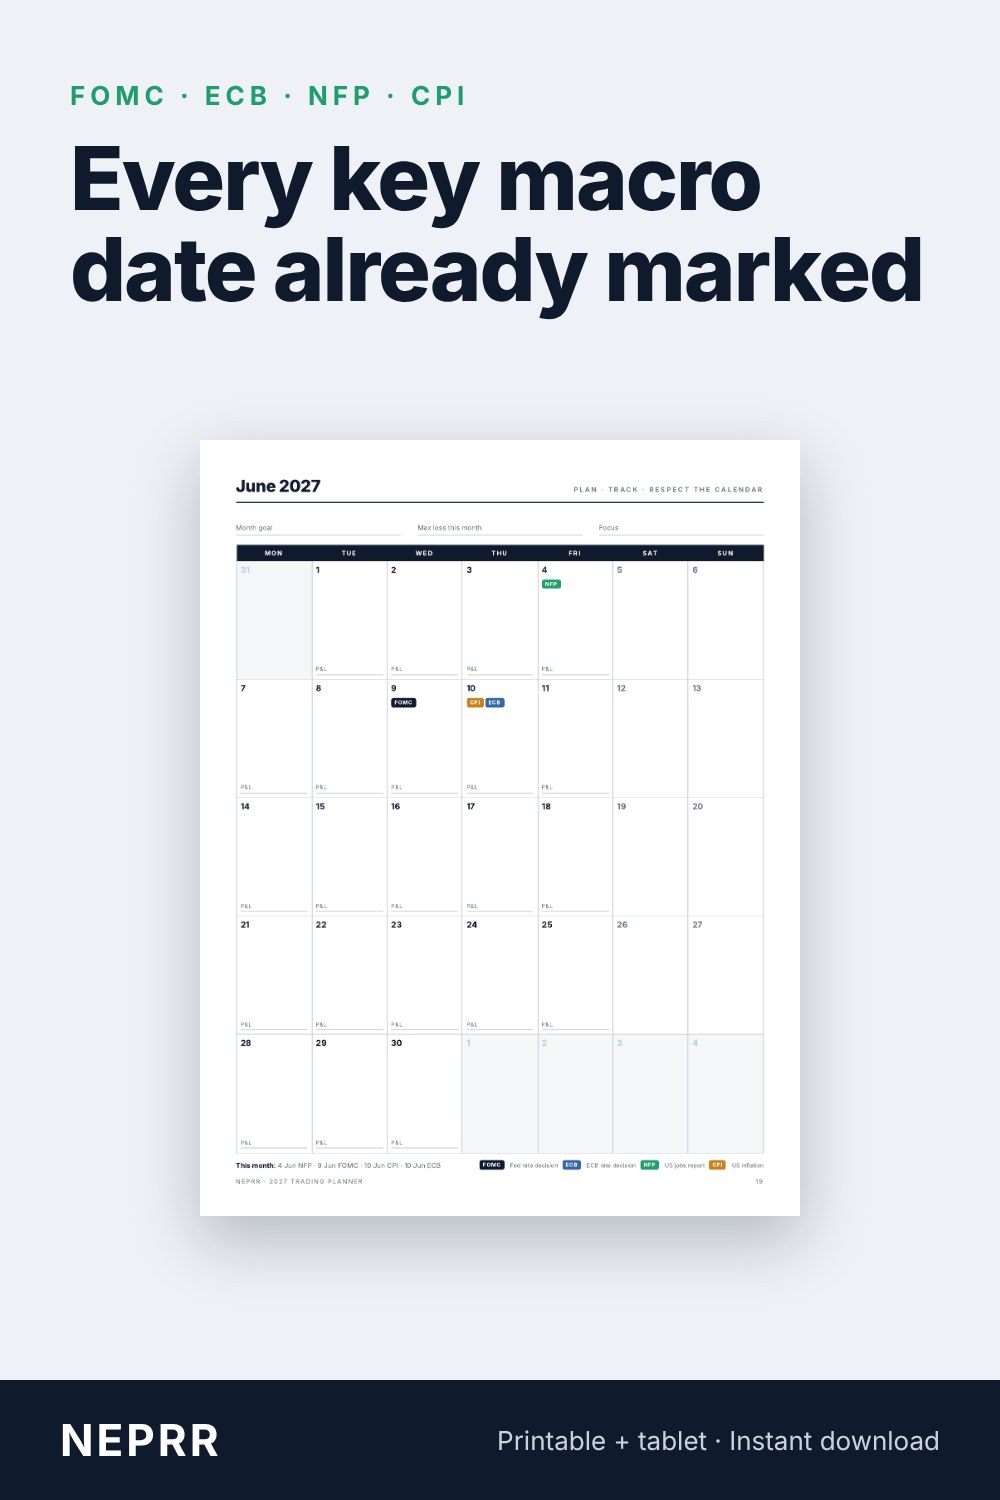 FOMC · ECB · NFP · CPI
Every key macro
date already marked
June 2027
PLAN · TRACK · RESPECT THE CALENDAR
Month goal
Max loss this month
Focus
MON TUE WED THU FRI SAT SUN
31 1 2 3 4 5 6
NFP
P&L P&L P&L P&L
7 8 9 10 11 12 13
FOMC CPI ECB
P&L P&L P&L P&L P&L
14 15 16 17 18 19 20
P&L P&L P&L P&L P&L
21 22 23 24 25 26 27
P&L P&L P&L P&L P&L
28 29 30 1 2 3 4
P&L P&L P&L
This month: 4 Jun NFP · 9 Jun FOMC · 10 Jun CPI · 10 Jun ECB
FOMC Fed rate decision ECB ECB rate decision NFP US jobs report CPI US inflation
NEPRR · 2027 TRADING PLANNER
19
NEPRR
Printable + tablet · Instant download